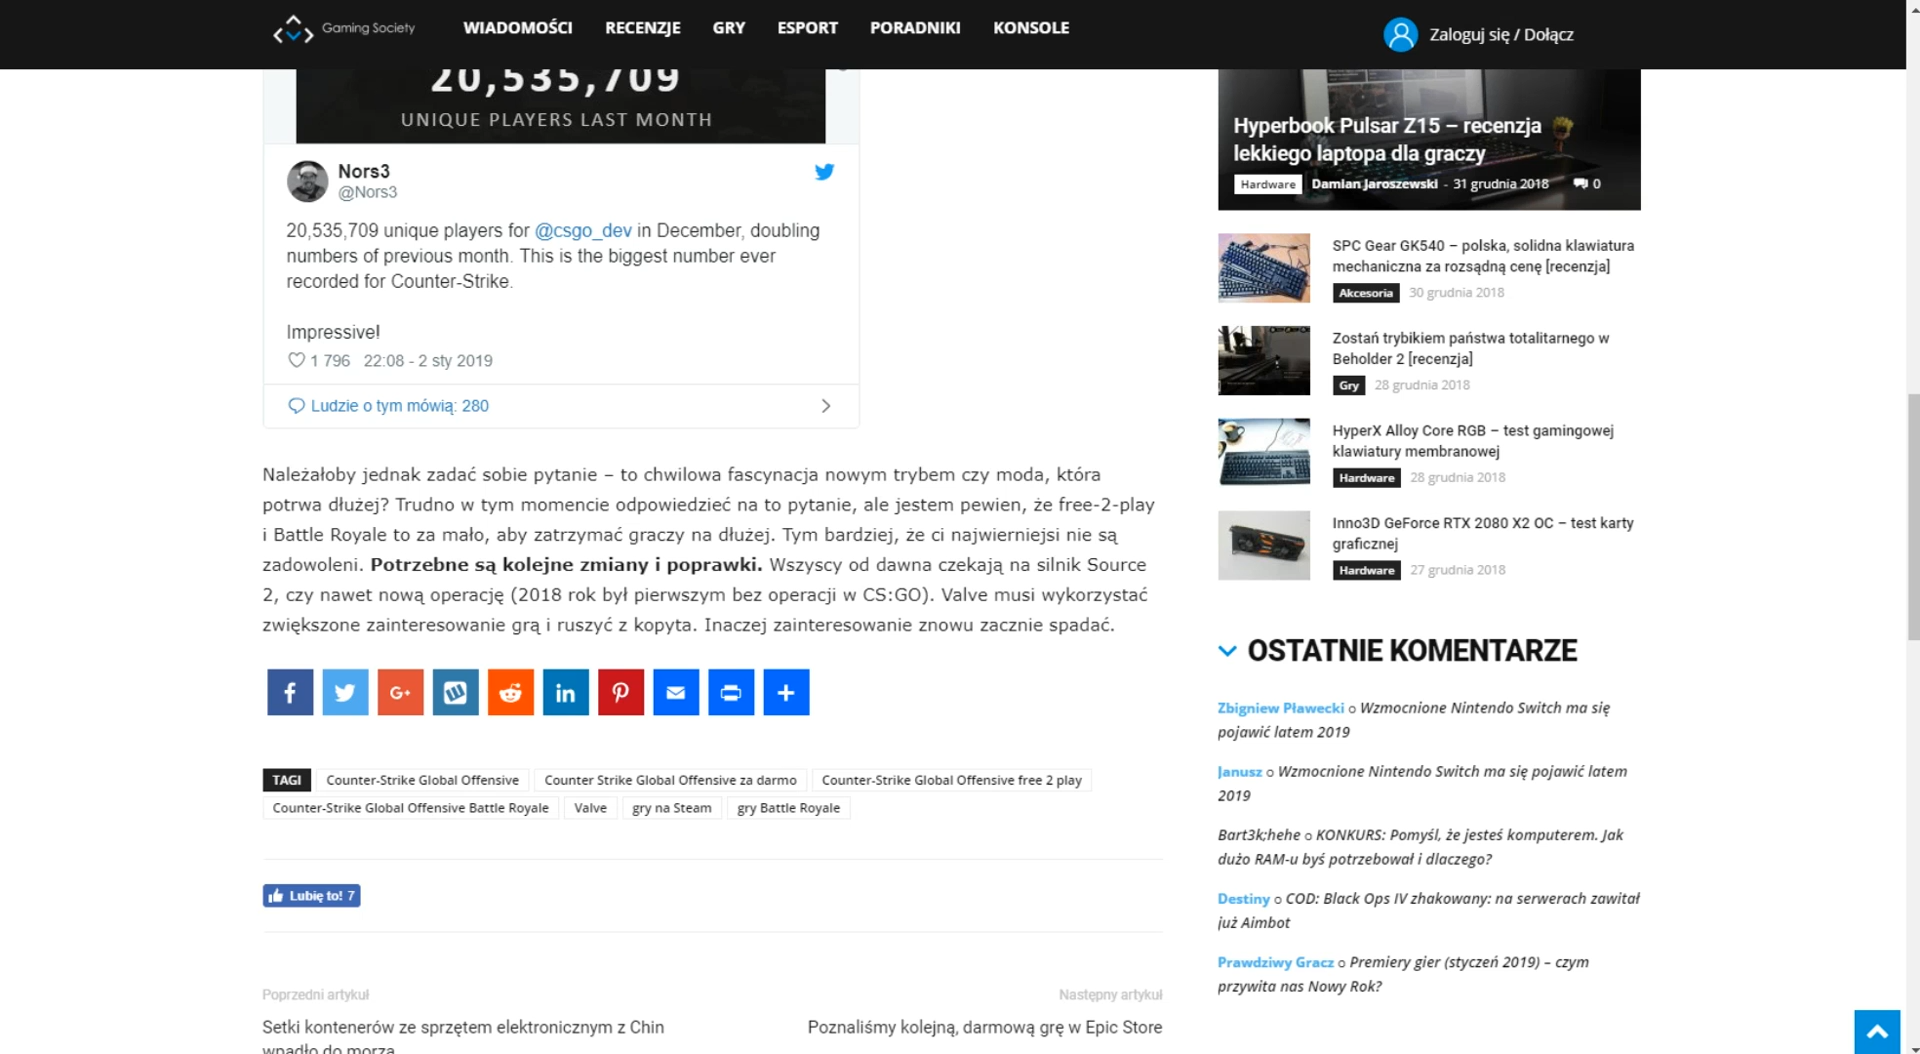 Gaming Society
WIADOMOŚCI RECENZJE GRY ESPORT PORADNIKI KONSOLE
Zaloguj się / Dołącz
20,535,709
UNIQUE PLAYERS LAST MONTH
Nors3
@Nors3
20,535,709 unique players for @csgo_dev in December, doubling
numbers of previous month. This is the biggest number ever
recorded for Counter-Strike.
Impressive!
1 796 22:08 - 2 sty 2019
Ludzie o tym mówią: 280
Należałoby jednak zadać sobie pytanie – to chwilowa fascynacja nowym trybem czy moda, która
potrwa dłużej? Trudno w tym momencie odpowiedzieć na to pytanie, ale jestem pewien, że free-2-play
i Battle Royale to za mało, aby zatrzymać graczy na dłużej. Tym bardziej, że ci najwierniejsi nie są
zadowoleni. Potrzebne są kolejne zmiany i poprawki. Wszyscy od dawna czekają na silnik Source
2, czy nawet nową operację (2018 rok był pierwszym bez operacji w CS:GO). Valve musi wykorzystać
zwiększone zainteresowanie grą i ruszyć z kopyta. Inaczej zainteresowanie znowu zacznie spadać.
TAGI Counter-Strike Global Offensive Counter Strike Global Offensive za darmo Counter-Strike Global Offensive free 2 play
Counter-Strike Global Offensive Battle Royale Valve gry na Steam gry Battle Royale
Lubię to! 7
Poprzedni artykuł
Setki kontenerów ze sprzętem elektronicznym z Chin
wpadło do morza
Następny artykuł
Poznaliśmy kolejną, darmową grę w Epic Store
Hyperbook Pulsar Z15 – recenzja
lekkiego laptopa dla graczy
Hardware Damian Jaroszewski - 31 grudnia 2018 0
SPC Gear GK540 – polska, solidna klawiatura
mechaniczna za rozsądną cenę [recenzja]
Akcesoria 30 grudnia 2018
Zostań trybikiem państwa totalitarnego w
Beholder 2 [recenzja]
Gry 28 grudnia 2018
HyperX Alloy Core RGB – test gamingowej
klawiatury membranowej
Hardware 28 grudnia 2018
Inno3D GeForce RTX 2080 X2 OC – test karty
graficznej
Hardware 27 grudnia 2018
OSTATNIE KOMENTARZE
Zbigniew Pławecki o Wzmocnione Nintendo Switch ma się
pojawić latem 2019
Janusz o Wzmocnione Nintendo Switch ma się pojawić latem
2019
Bart3k;hehe o KONKURS: Pomyśl, że jesteś komputerem. Jak
dużo RAM-u byś potrzebował i dlaczego?
Destiny o COD: Black Ops IV zhakowany: na serwerach zawitał
już Aimbot
Prawdziwy Gracz o Premiery gier (styczeń 2019) – czym
przywita nas Nowy Rok?